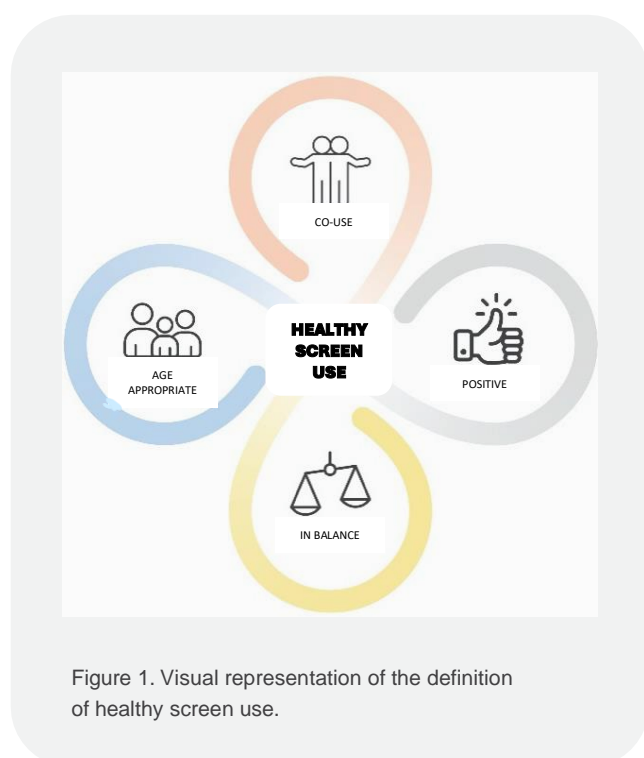 CO-USE
HEALTHY
SCREEN
USE
AGE
APPROPRIATE
POSITIVE
IN BALANCE
Figure 1. Visual representation of the definition
of healthy screen use.